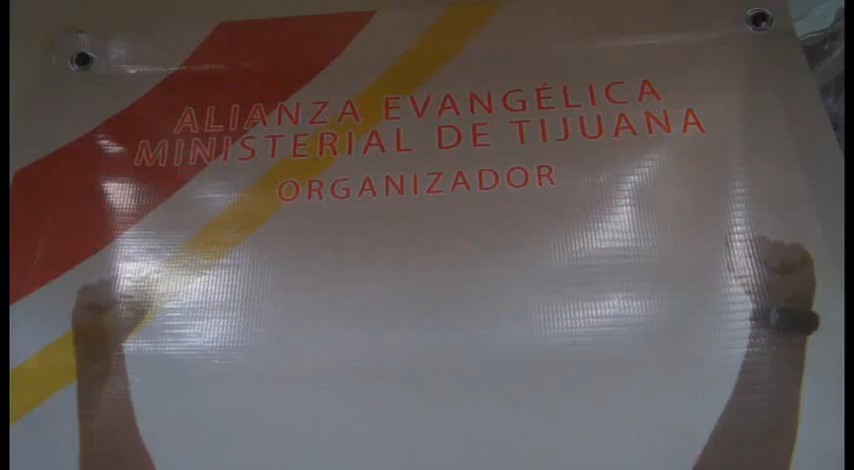 ALIANZA EVANGÉLICA
MINISTERIAL DE TIJUANA
ORGANIZADOR